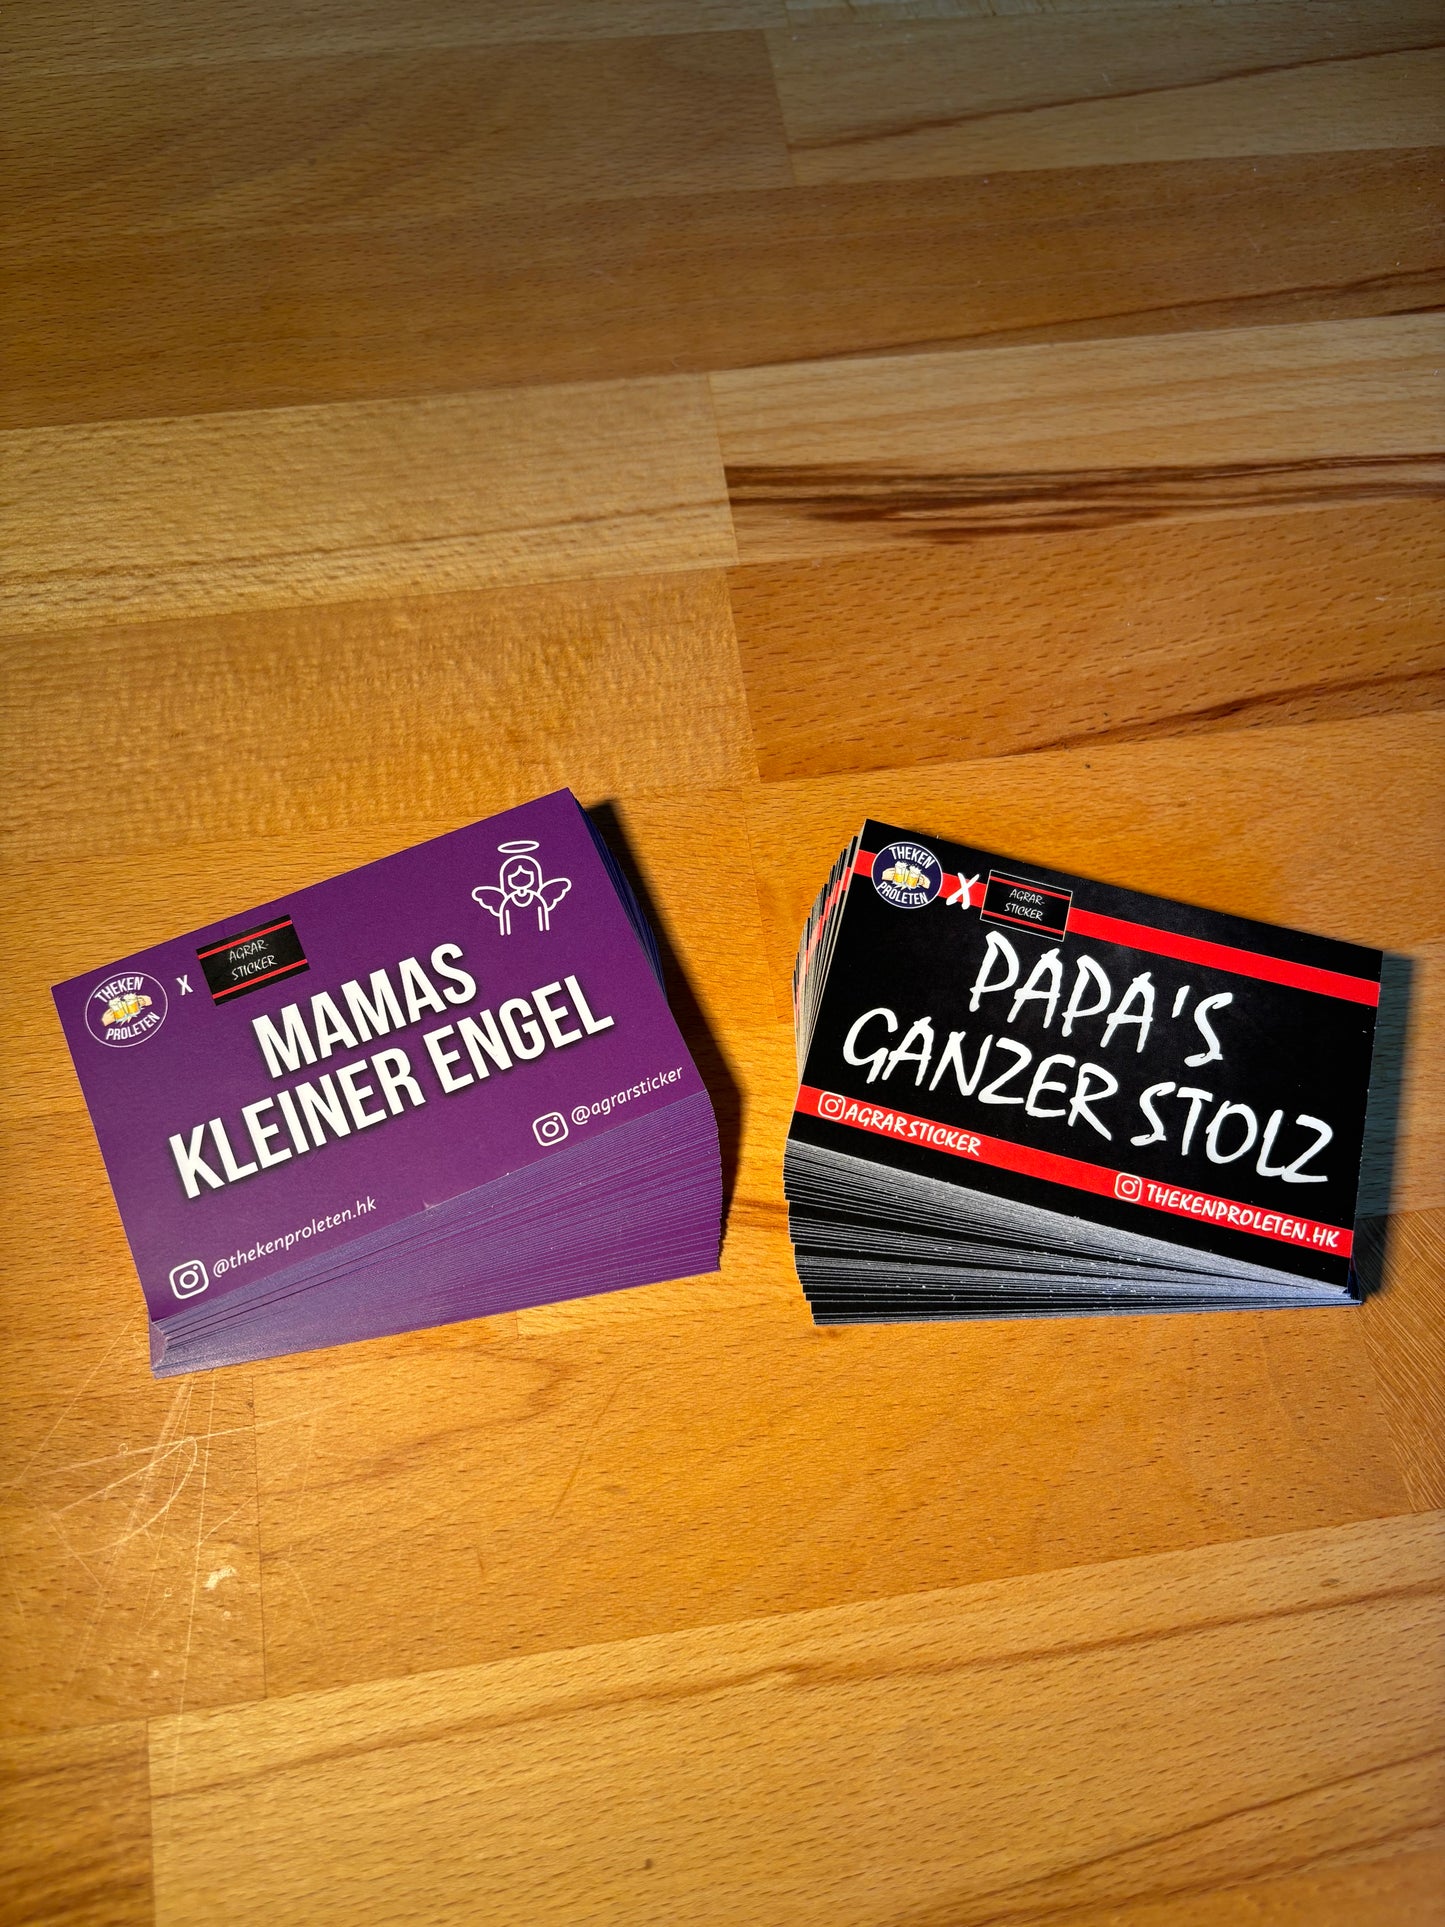 THEKEN
PROLETEN
X
AGRAR-
STICKER
MAMAS
KLEINER ENGEL
@agrarsticker
@thekenproleten.hk
THEKEN
PROLETEN
X
AGRAR-
STICKER
PAPA'S
GANZER STOLZ
AGRARSTICKER
THEKENPROLETEN.HK